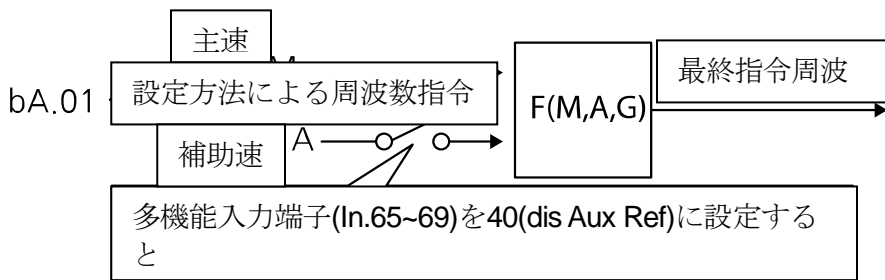 主速
最終指令周波
設定方法による周波数指令
bA.01
F(M,A,G)
補助速
A
多機能入力端子(In.65~69)を40(dis Aux Ref)に設定する
と